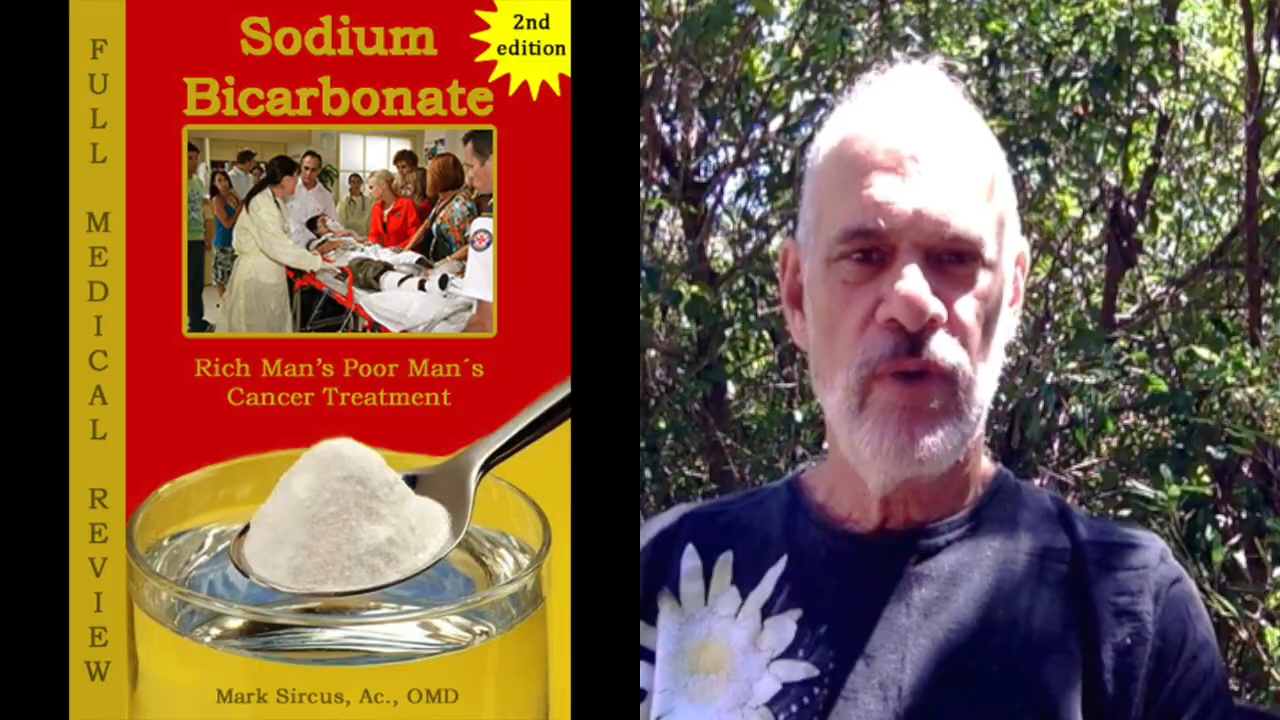 FULL MEDICAL REVIEW
Sodium
Bicarbonate
2nd
edition
Rich Man's Poor Man´s
Cancer Treatment
Mark Sircus, Ac., OMD